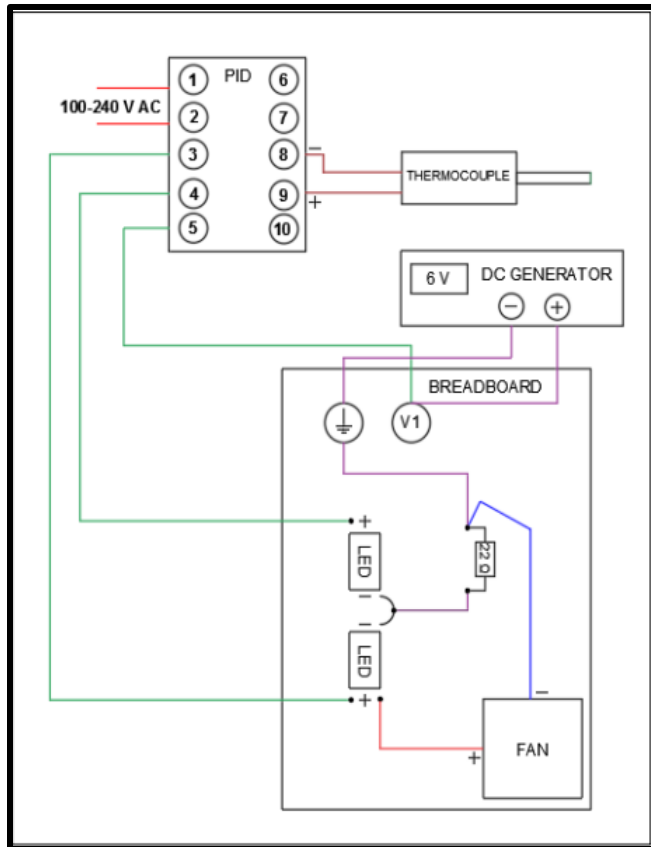 PID
1
6
100-240 V AC
2
7
3
8
−
4
9
+
5
10
THERMOCOUPLE
6 V
DC GENERATOR
−
+
BREADBOARD
V1
+
LED
−
22 Ω
−
LED
+
−
+
FAN